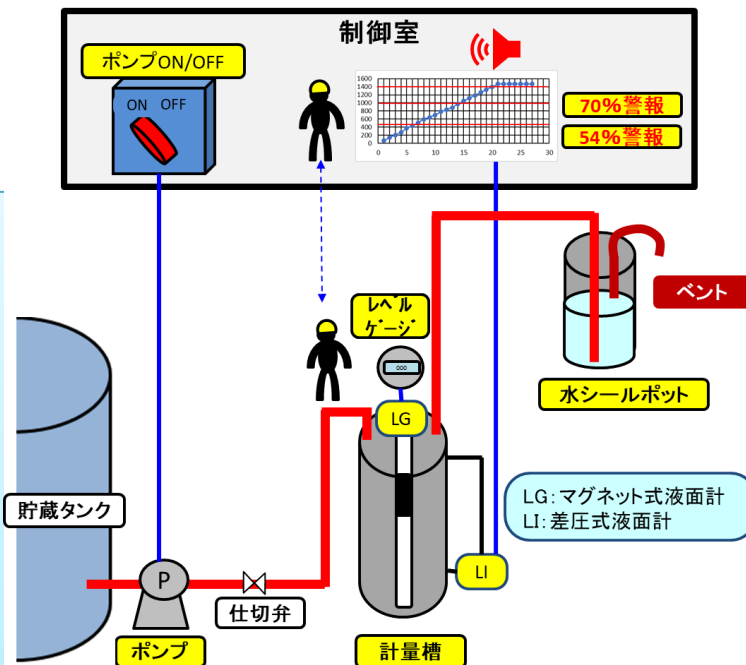 制御室
ポンプON/OFF
ON OFF
1600
1400
1200
1000
800
600
400
200
0
0 5 10 15 20 25 30
70%警報
54%警報
レベル
ゲージ
000
LG
ベント
水シールポット
LG:マグネット式液面計
LI:差圧式液面計
貯蔵タンク
P
仕切弁
LI
ポンプ
計量槽